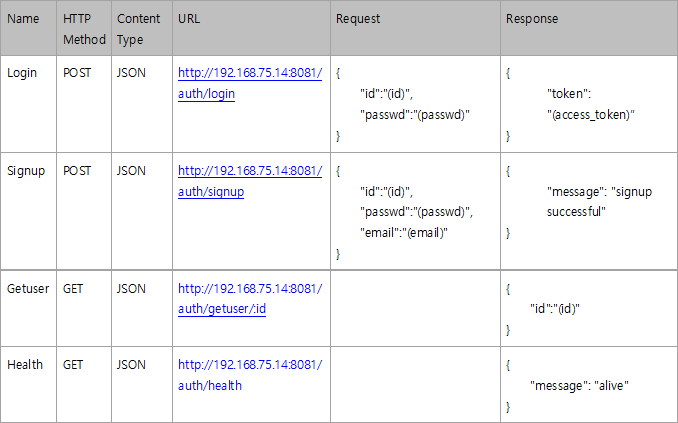 Name
HTTP Method
Content Type
URL
Request
Response
Login
POST
JSON
http://192.168.75.14:8081/
auth/login
{
"id":"(id)",
"passwd":"(passwd)"
}
{
"token":
"(access_token)"
}
Signup
POST
JSON
http://192.168.75.14:8081/
auth/signup
{
"id":"(id)",
"passwd":"(passwd)",
"email":"(email)"
}
{
"message": "signup
successful"
}
Getuser
GET
JSON
http://192.168.75.14:8081/
auth/getuser/:id
{
"id":"(id)"
}
Health
GET
JSON
http://192.168.75.14:8081/
auth/health
{
"message": "alive"
}